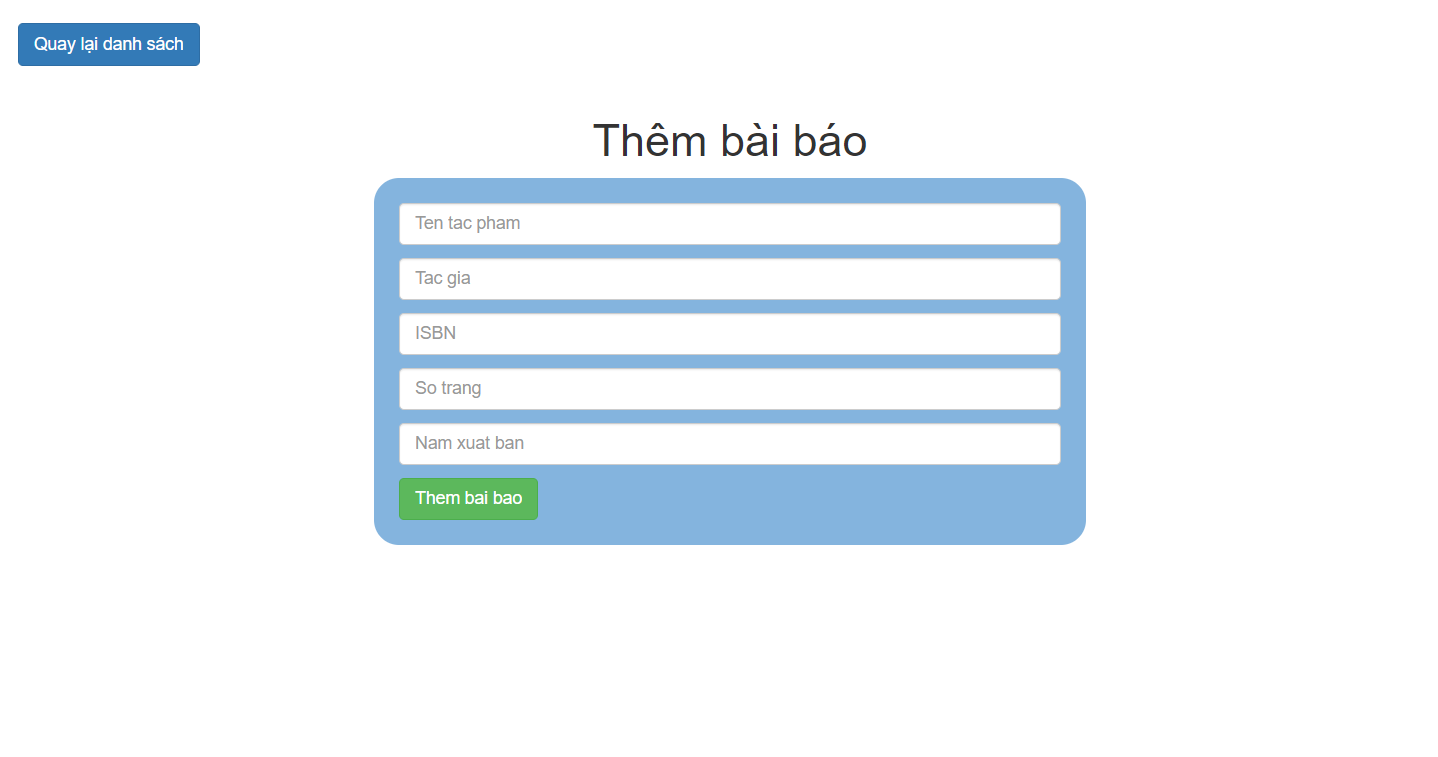 Quay lại danh sách
Thêm bài báo
Ten tac pham
Tac gia
ISBN
So trang
Nam xuat ban
Them bai bao